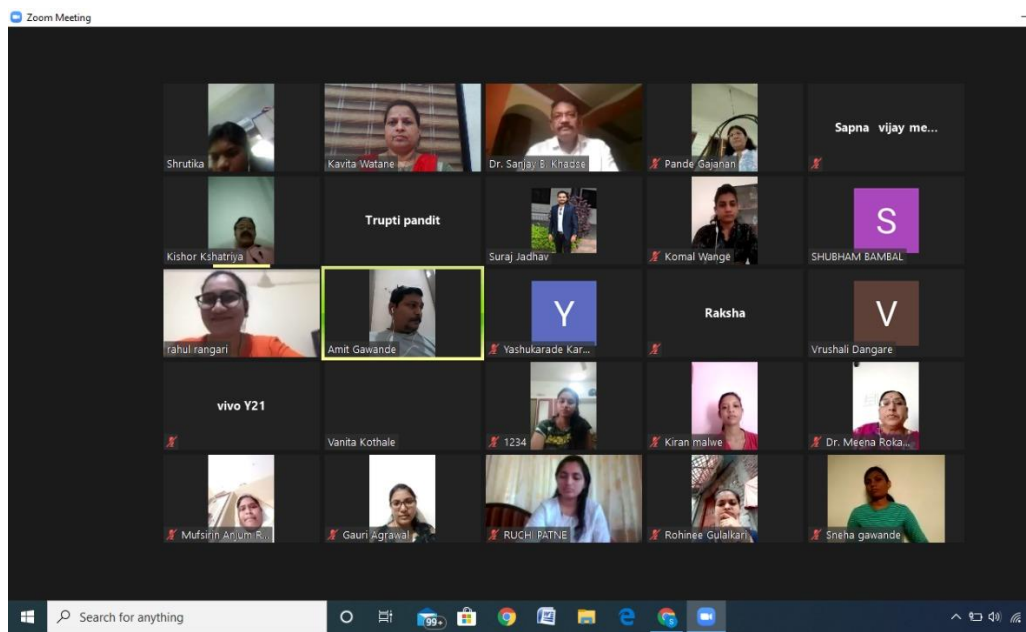 Zoom Meeting
Shrutika
Kavita Watane
Dr. Sanjay B. Khadse
Pande Gajanan
Sapna vijay me...
Kishor Kshatriya
Trupti pandit
Suraj Jadhav
Komal Wange
S
SHUBHAM BAMBAL
rahul rangari
Amit Gawande
Y
Yashukarade Kar...
Raksha
V
Vrushali Dangare
vivo Y21
Vanita Kothale
1234
Kiran malwe
Dr. Meena Roka...
Mufsirin Anjum R...
Gauri Agrawal
RUCHI PATNE
Rohinee Gulalkari
Sneha gawande
Search for anything
99+